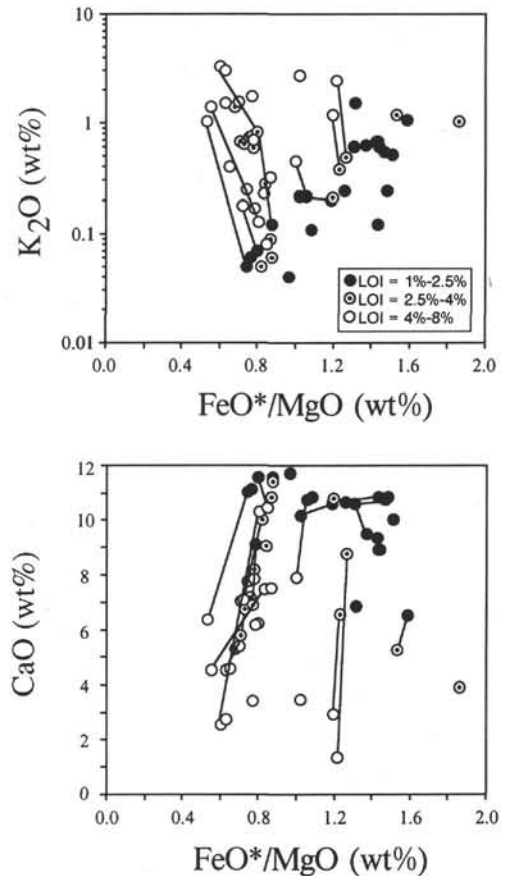 10
1
0.1
0.01
K2O (wt%)
LOI = 1%-2.5%
LOI = 2.5%-4%
LOI = 4%-8%
0.0 0.4 0.8 1.2 1.6 2.0
FeO*/MgO (wt%)
12
10
8
6
4
2
0
CaO (wt%)
0.0 0.4 0.8 1.2 1.6 2.0
FeO*/MgO (wt%)